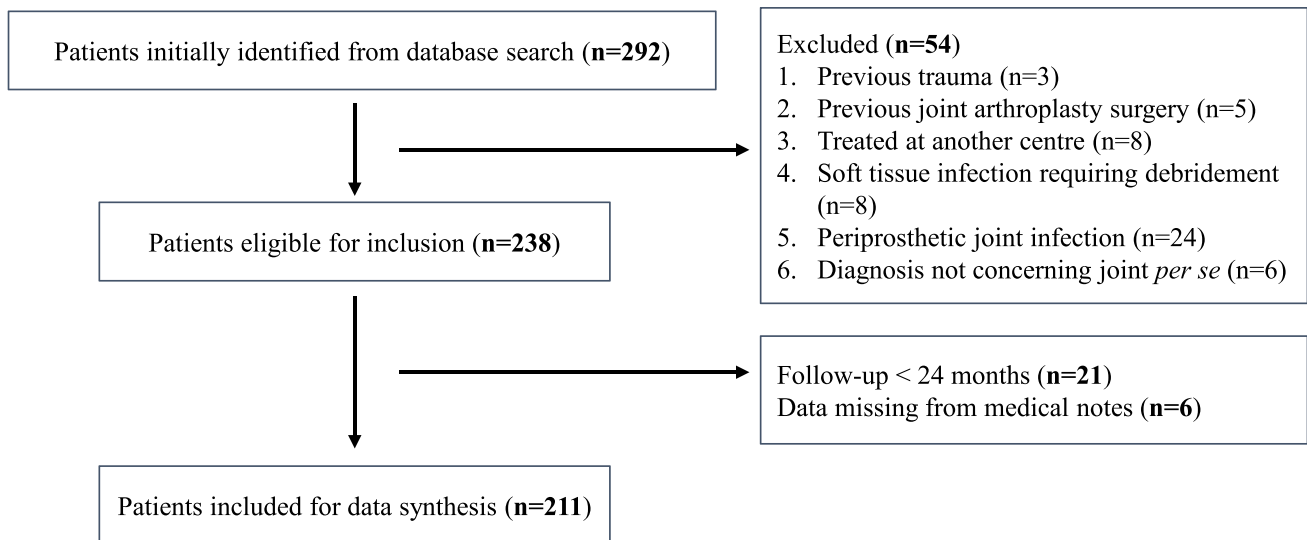 Patients initially identified from database search (n=292)
Excluded (n=54)
1. Previous trauma (n=3)
2. Previous joint arthroplasty surgery (n=5)
3. Treated at another centre (n=8)
4. Soft tissue infection requiring debridement
(n=8)
5. Periprosthetic joint infection (n=24)
6. Diagnosis not concerning joint per se (n=6)
Patients eligible for inclusion (n=238)
Follow-up < 24 months (n=21)
Data missing from medical notes (n=6)
Patients included for data synthesis (n=211)